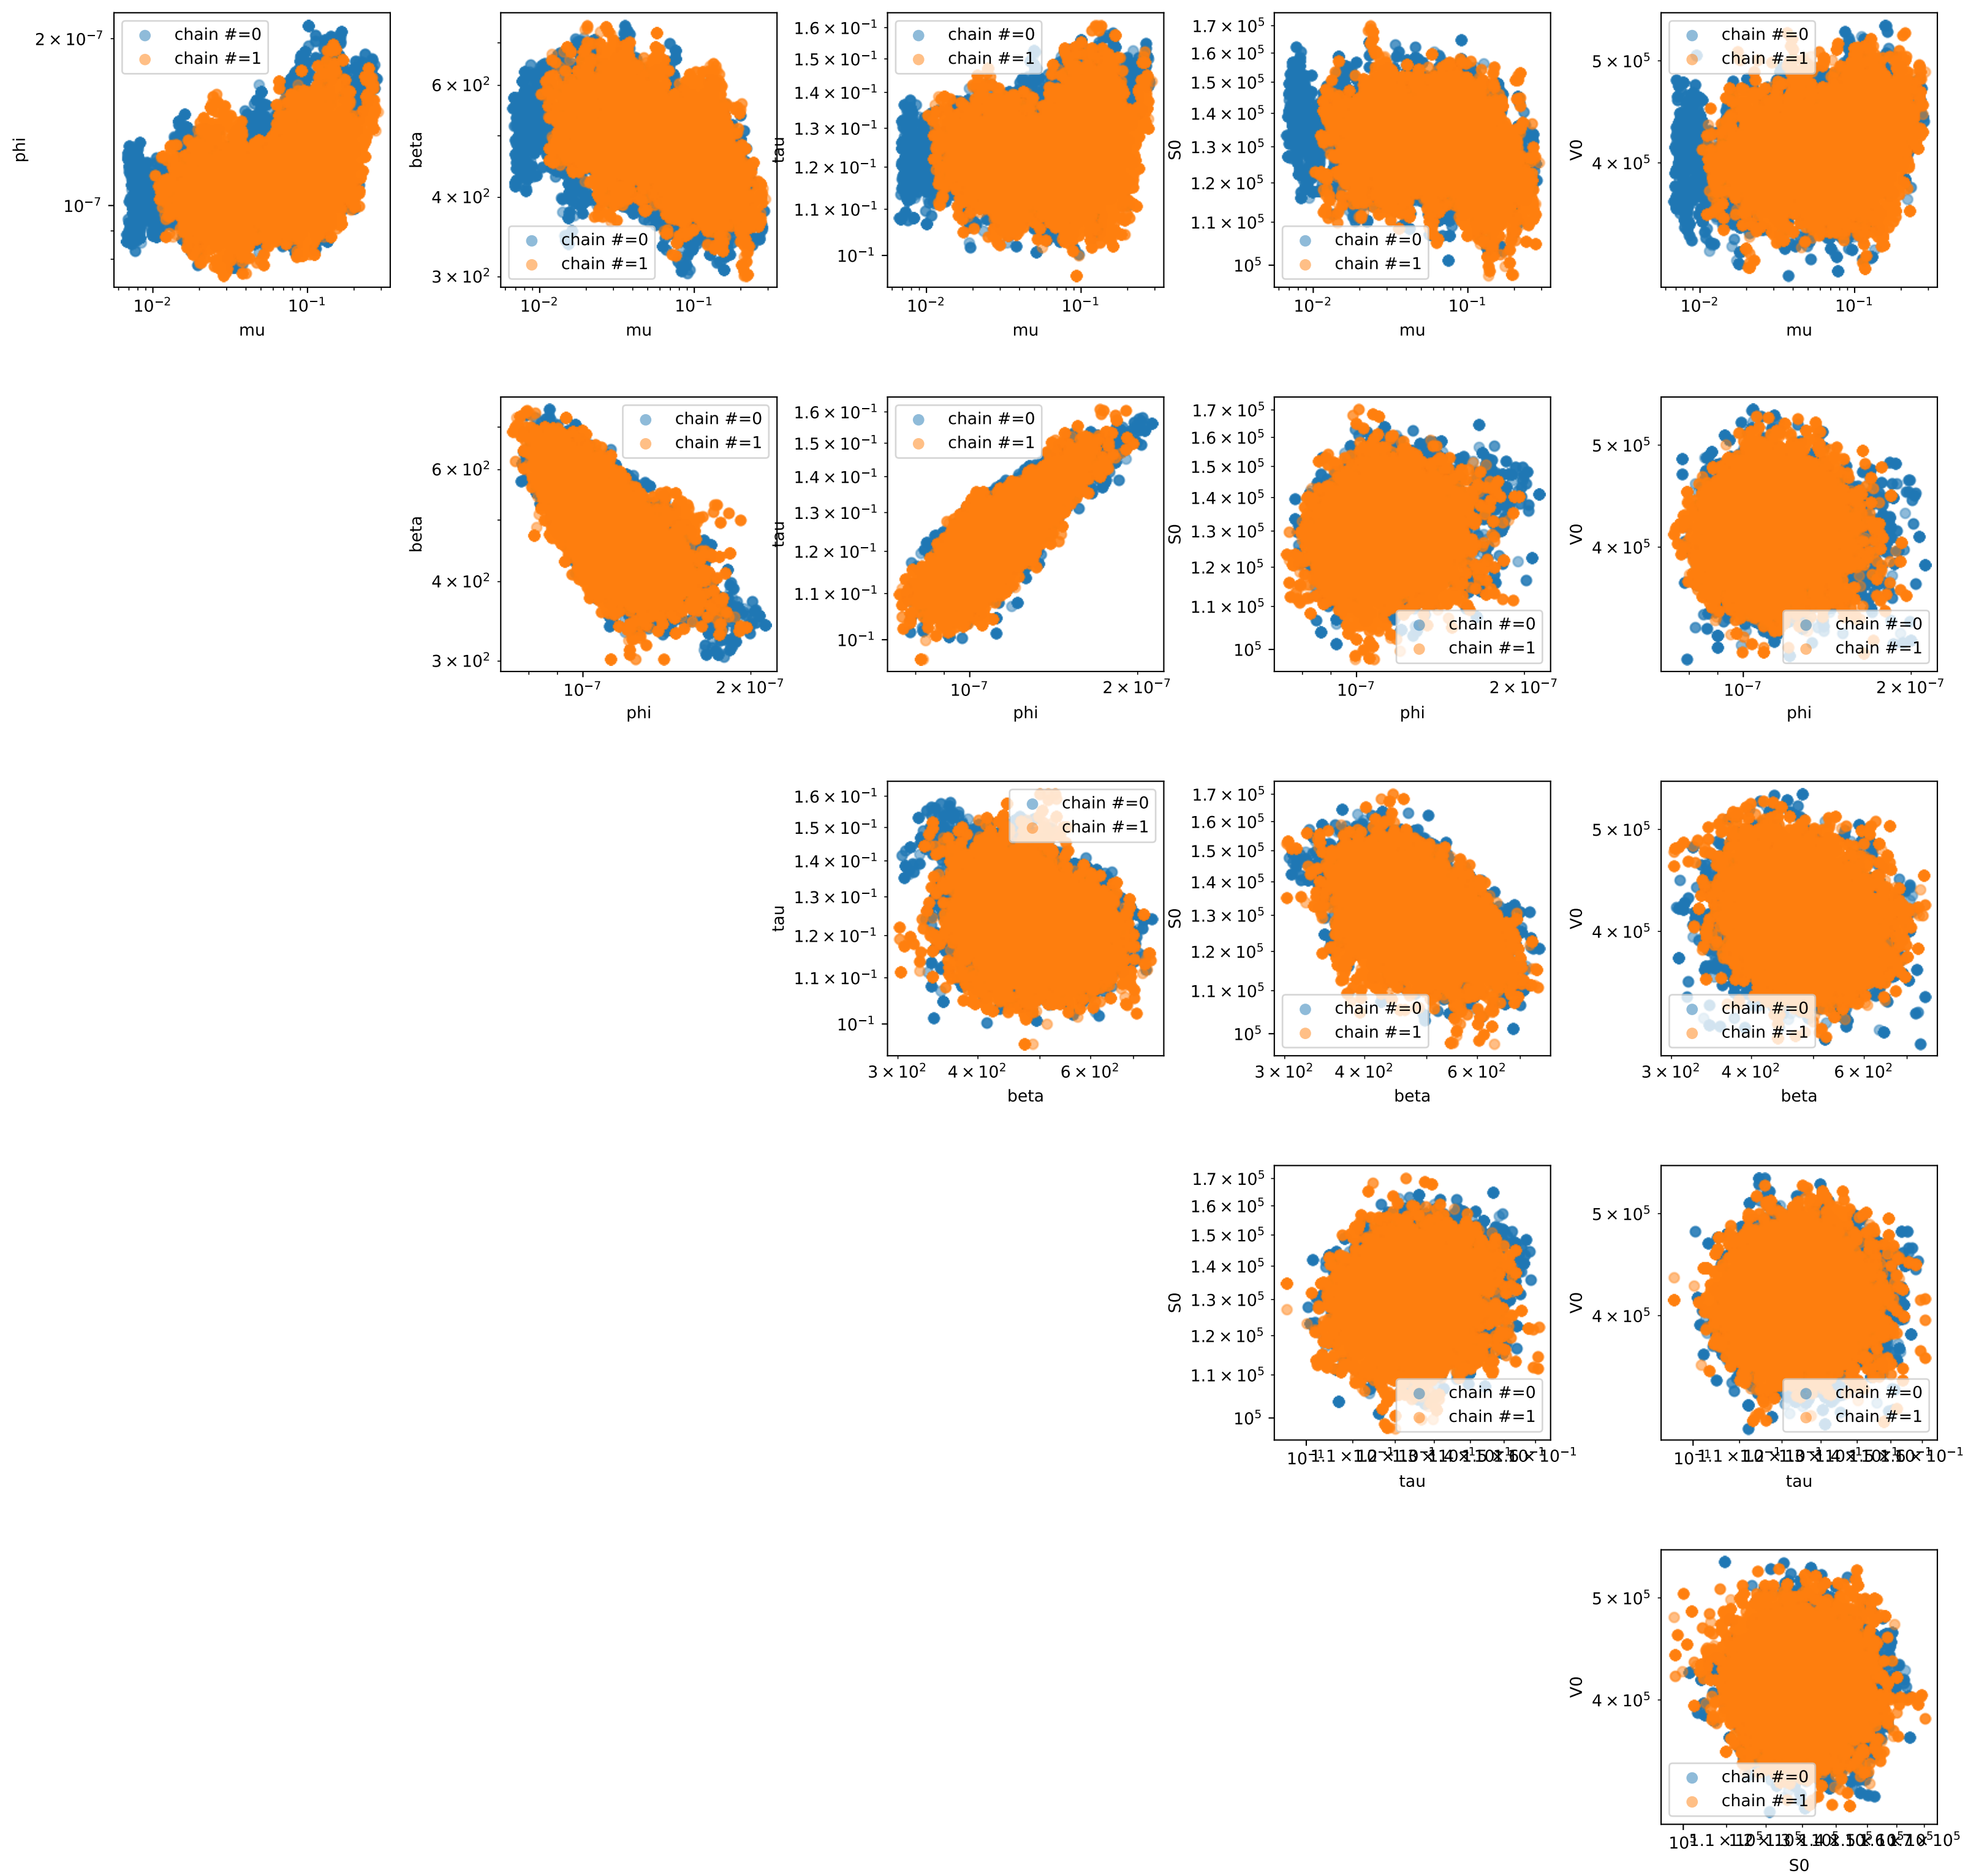 2 × 10⁻⁷
10⁻⁷
phi
chain #=0
chain #=1
10⁻²
10⁻¹
mu
6 × 10²
4 × 10²
3 × 10²
beta
chain #=0
chain #=1
10⁻²
10⁻¹
mu
1.6 × 10⁻¹
1.5 × 10⁻¹
1.4 × 10⁻¹
1.3 × 10⁻¹
1.2 × 10⁻¹
1.1 × 10⁻¹
10⁻¹
tau
chain #=0
chain #=1
10⁻²
10⁻¹
mu
1.7 × 10⁵
1.6 × 10⁵
1.5 × 10⁵
1.4 × 10⁵
1.3 × 10⁵
1.2 × 10⁵
1.1 × 10⁵
10⁵
S0
chain #=0
chain #=1
10⁻²
10⁻¹
mu
5 × 10⁵
4 × 10⁵
V0
chain #=0
chain #=1
10⁻²
10⁻¹
mu
6 × 10²
4 × 10²
3 × 10²
beta
chain #=0
chain #=1
10⁻⁷
2 × 10⁻⁷
phi
1.6 × 10⁻¹
1.5 × 10⁻¹
1.4 × 10⁻¹
1.3 × 10⁻¹
1.2 × 10⁻¹
1.1 × 10⁻¹
10⁻¹
tau
chain #=0
chain #=1
10⁻⁷
2 × 10⁻⁷
phi
1.7 × 10⁵
1.6 × 10⁵
1.5 × 10⁵
1.4 × 10⁵
1.3 × 10⁵
1.2 × 10⁵
1.1 × 10⁵
10⁵
S0
chain #=0
chain #=1
10⁻⁷
2 × 10⁻⁷
phi
5 × 10⁵
4 × 10⁵
V0
chain #=0
chain #=1
10⁻⁷
2 × 10⁻⁷
phi
1.6 × 10⁻¹
1.5 × 10⁻¹
1.4 × 10⁻¹
1.3 × 10⁻¹
1.2 × 10⁻¹
1.1 × 10⁻¹
10⁻¹
tau
chain #=0
chain #=1
3 × 10²
4 × 10²
6 × 10²
beta
1.7 × 10⁵
1.6 × 10⁵
1.5 × 10⁵
1.4 × 10⁵
1.3 × 10⁵
1.2 × 10⁵
1.1 × 10⁵
10⁵
S0
chain #=0
chain #=1
3 × 10²
4 × 10²
6 × 10²
beta
5 × 10⁵
4 × 10⁵
V0
chain #=0
chain #=1
3 × 10²
4 × 10²
6 × 10²
beta
1.7 × 10⁵
1.6 × 10⁵
1.5 × 10⁵
1.4 × 10⁵
1.3 × 10⁵
1.2 × 10⁵
1.1 × 10⁵
10⁵
S0
chain #=0
chain #=1
tau
5 × 10⁵
4 × 10⁵
V0
chain #=0
chain #=1
tau
5 × 10⁵
4 × 10⁵
V0
chain #=0
chain #=1
S0